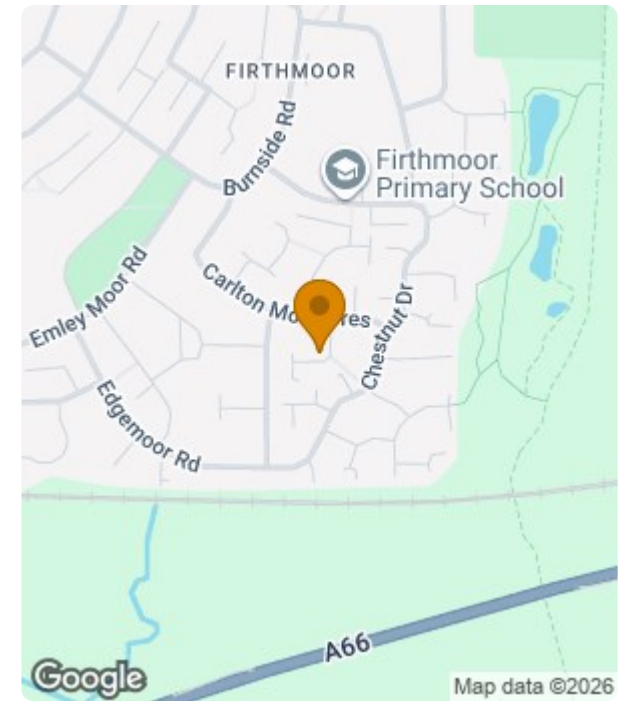 FIRTHMOOR
Burnside Rd
Firthmoor
Primary School
Emley Moor Rd
Chestnut Dr
Edgemoor Rd
A66
Google
Map data ©2026